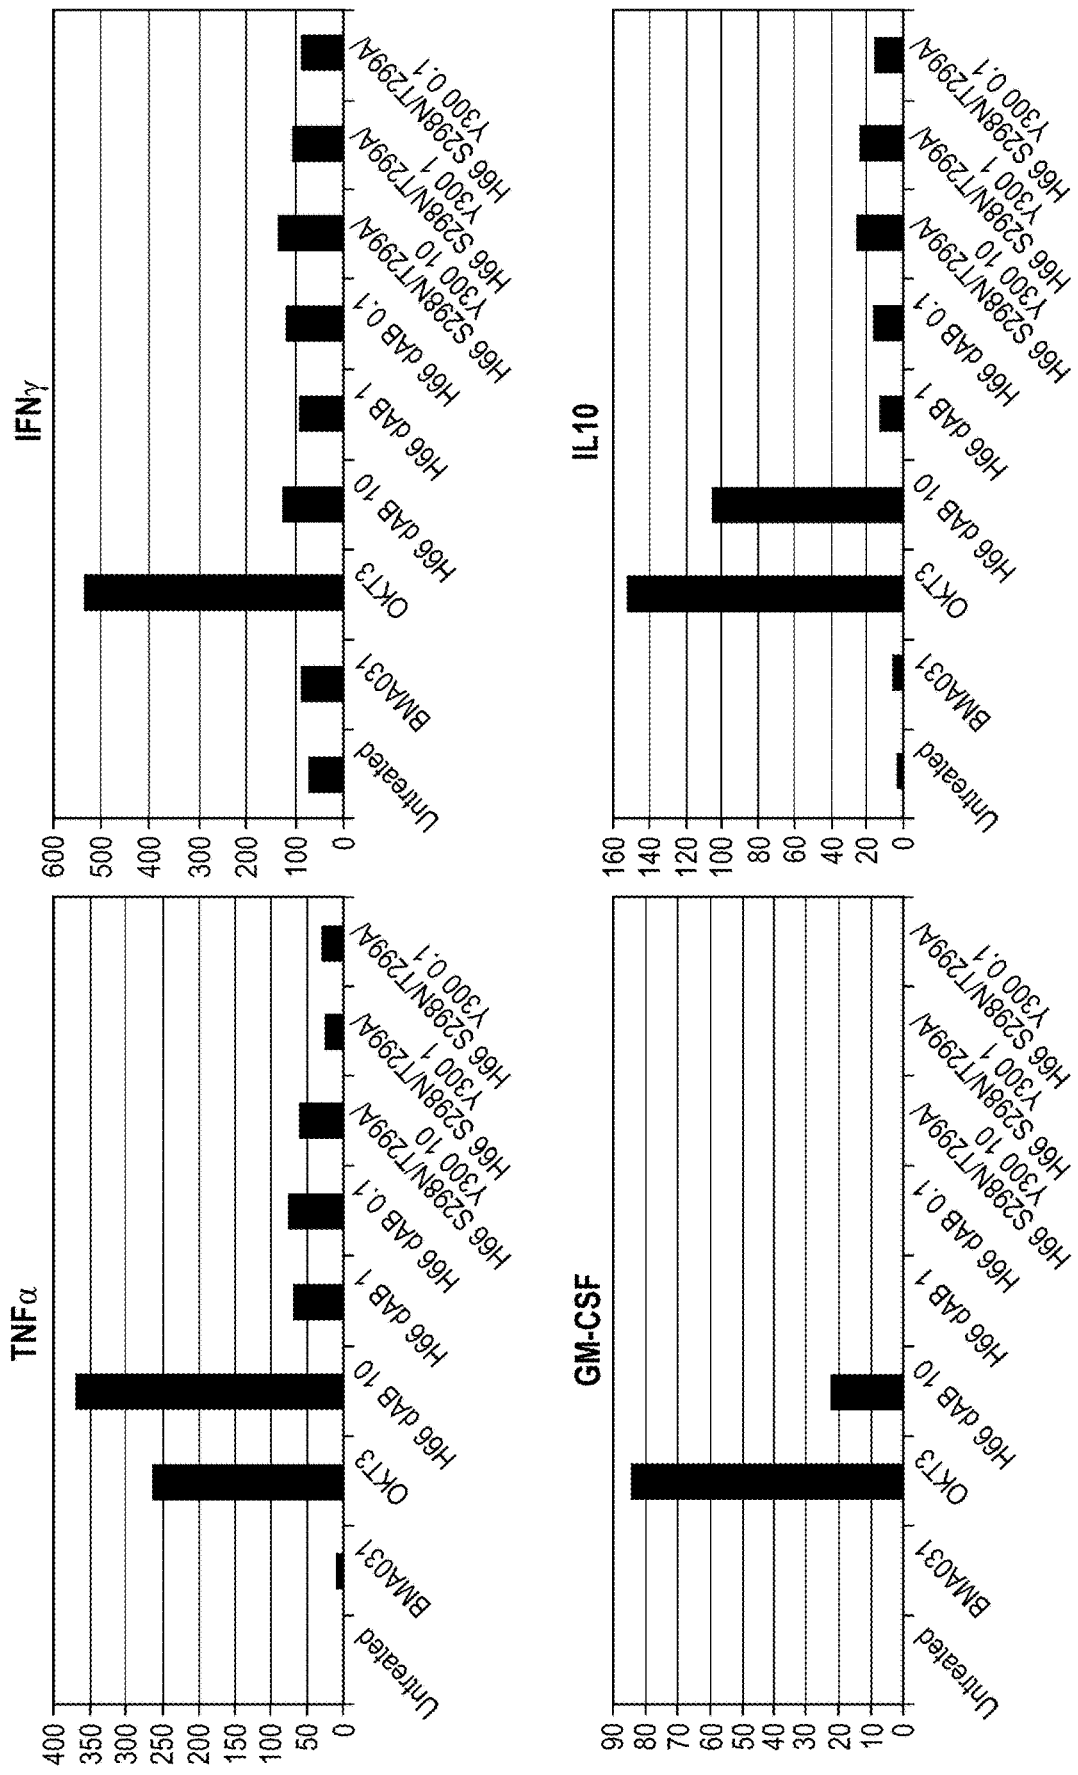 TNFα
400
350
300
250
200
150
100
50
0
Untreated
BMA031
OKT3
H66 dAB 10
H66 dAB 1
H66 dAB 0.1
H66 S298N/T299A/
Y300 10
H66 S298N/T299A/
Y300 1
H66 S298N/T299A/
Y300 0.1
IFNγ
600
500
400
300
200
100
0
Untreated
BMA031
OKT3
H66 dAB 10
H66 dAB 1
H66 dAB 0.1
H66 S298N/T299A/
Y300 10
H66 S298N/T299A/
Y300 1
H66 S298N/T299A/
Y300 0.1
GM-CSF
90
80
70
60
50
40
30
20
10
0
Untreated
BMA031
OKT3
H66 dAB 10
H66 dAB 1
H66 dAB 0.1
H66 S298N/T299A/
Y300 10
H66 S298N/T299A/
Y300 1
H66 S298N/T299A/
Y300 0.1
IL10
160
140
120
100
80
60
40
20
0
Untreated
BMA031
OKT3
H66 dAB 10
H66 dAB 1
H66 dAB 0.1
H66 S298N/T299A/
Y300 10
H66 S298N/T299A/
Y300 1
H66 S298N/T299A/
Y300 0.1